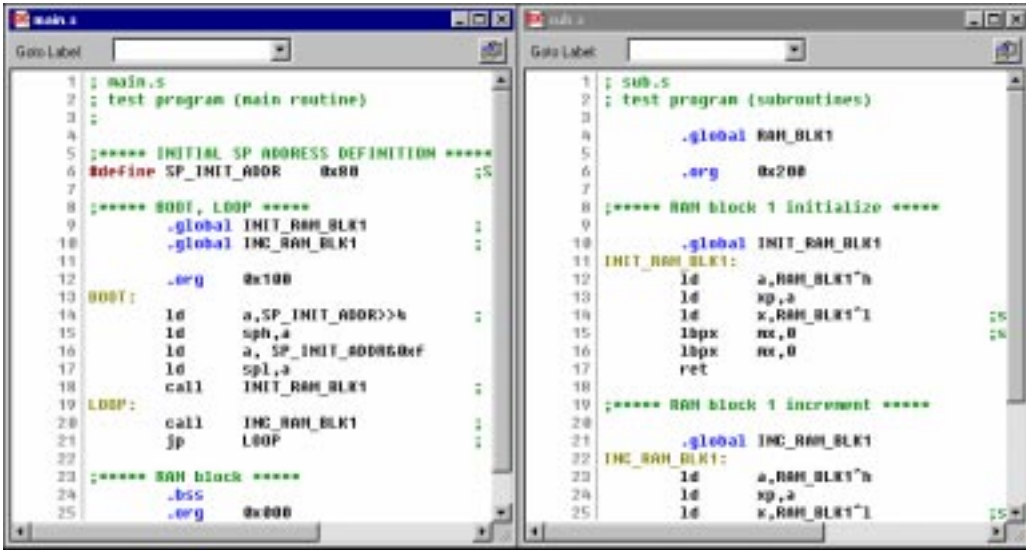 main.s
Goto Label:
1 ; main.s
2 ; test program (main routine)
3 ;
4
5 ;***** INITIAL SP ADDRESS DEFINITION *****
6 #define SP_INIT_ADDR 0x80 ;S
7
8 ;***** BOOT, LOOP *****
9 .global INIT_RAM_BLK1 ;
10 .global INC_RAM_BLK1 ;
11
12 .org 0x100
13 BOOT:
14 ld a,SP_INIT_ADDR>>4 ;
15 ld sph,a
16 ld a, SP_INIT_ADDR&0xf
17 ld spl,a
18 call INIT_RAM_BLK1 ;
19 LOOP:
20 call INC_RAM_BLK1 ;
21 jp LOOP ;
22
23 ;***** RAM block *****
24 .bss
25 .org 0x000
sub.s
Goto Label:
1 ; sub.s
2 ; test program (subroutines)
3
4 .global RAM_BLK1
5
6 .org 0x200
7
8 ;***** RAM block 1 initialize *****
9
10 .global INIT_RAM_BLK1
11 INIT_RAM_BLK1:
12 ld a,RAM_BLK1^h
13 ld xp,a
14 ld x,RAM_BLK1^l ;s
15 lbpx mx,0 ;s
16 lbpx mx,0
17 ret
18
19 ;***** RAM block 1 increment *****
20
21 .global INC_RAM_BLK1
22 INC_RAM_BLK1:
23 ld a,RAM_BLK1^h
24 ld xp,a
25 ld x,RAM_BLK1^l ;s